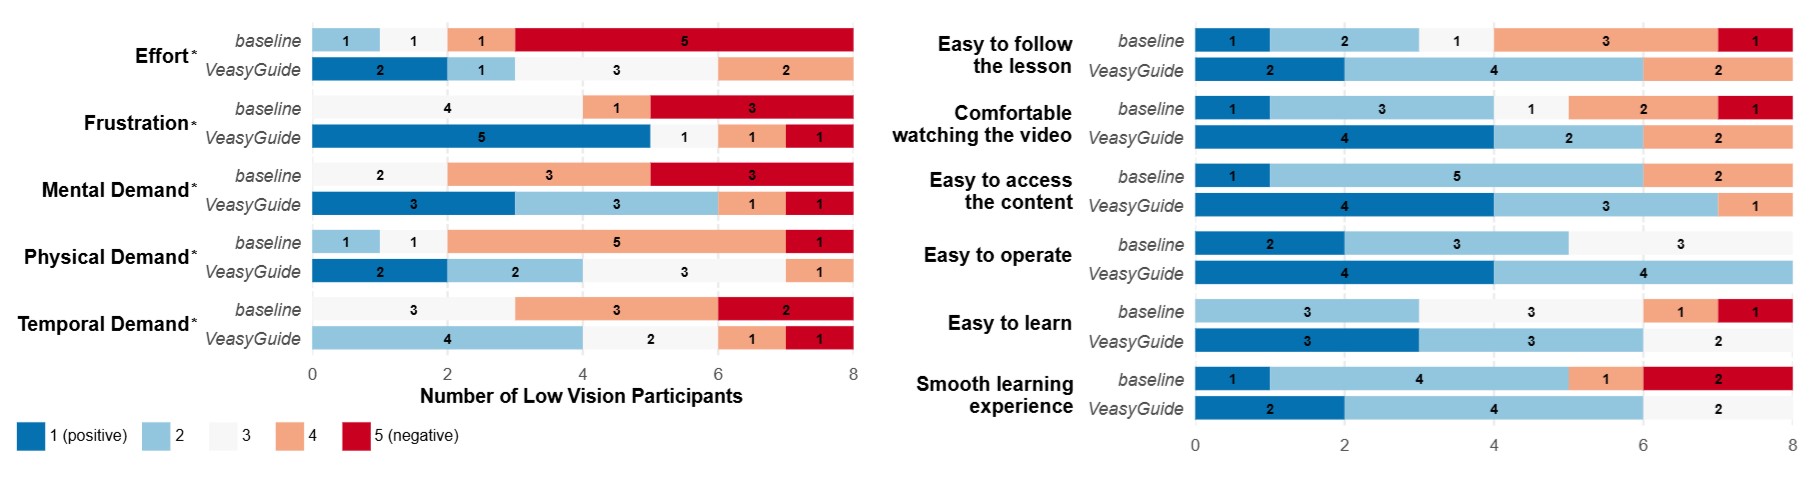 Effort*
baseline 1 1 1 5
VeasyGuide 2 1 3 2
Frustration*
baseline 4 1 3
VeasyGuide 5 1 1 1
Mental Demand*
baseline 2 3 3
VeasyGuide 3 3 1 1
Physical Demand*
baseline 1 1 5 1
VeasyGuide 2 2 3 1
Temporal Demand*
baseline 3 3 2
VeasyGuide 4 2 1 1
0 2 4 6 8
Number of Low Vision Participants
1 (positive) 2 3 4 5 (negative)
Easy to follow
the lesson
baseline 1 2 1 3 1
VeasyGuide 2 4 2
Comfortable
watching the video
baseline 1 3 1 2 1
VeasyGuide 4 2 2
Easy to access
the content
baseline 1 5 2
VeasyGuide 4 3 1
Easy to operate
baseline 2 3 3
VeasyGuide 4 4
Easy to learn
baseline 3 3 1 1
VeasyGuide 3 3 2
Smooth learning
experience
baseline 1 4 1 2
VeasyGuide 2 4 2
0 2 4 6 8